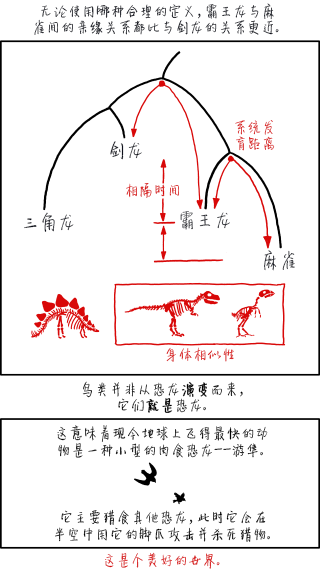 无论使用哪种合理的定义，霸王龙与麻
雀间的亲缘关系都比与剑龙的关系更近。
系统发
育距离
剑龙
相隔时间
三角龙
霸王龙
麻雀
身体相似性
鸟类并非从恐龙演变而来，
它们就是恐龙。
这意味着现今地球上飞得最快的动
物是一种小型的肉食恐龙--游隼。
它主要猎食其他恐龙，此时它会在
半空中用它的脚爪攻击并杀死猎物。
这是个美好的世界。